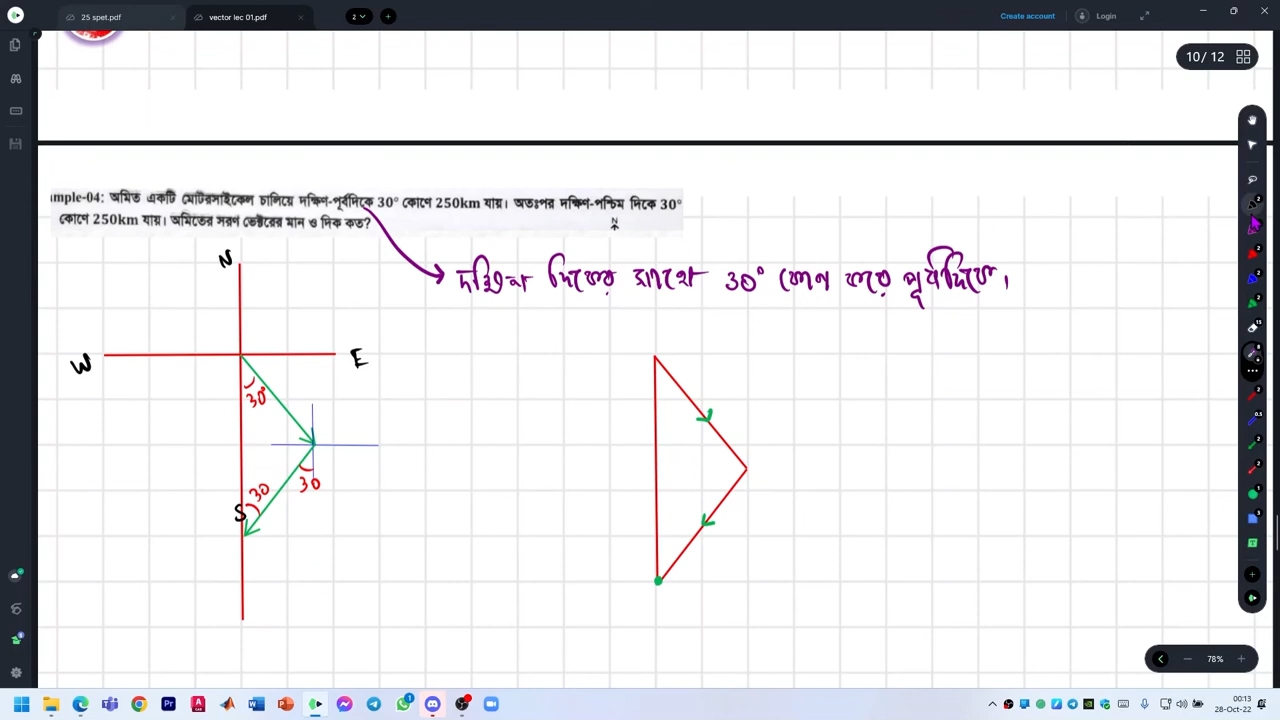 25 spet.pdf
vector lec 01.pdf
2
Create account
Login
10/12
mple-04: অমিত একটি মোটরসাইকেল চালিয়ে দক্ষিণ-পূর্বদিকে 30° কোণে 250km যায়। অতঃপর দক্ষিণ-পশ্চিম দিকে 30°
কোণে 250km যায়। অমিতের সরণ ভেক্টরের মান ও দিক কত?
N
N
দক্ষিণ দিকের সাথে 30° কোণ করে পূর্বদিকে।
W
E
30°
30
30
S
78%
00:13
28-Oct-22